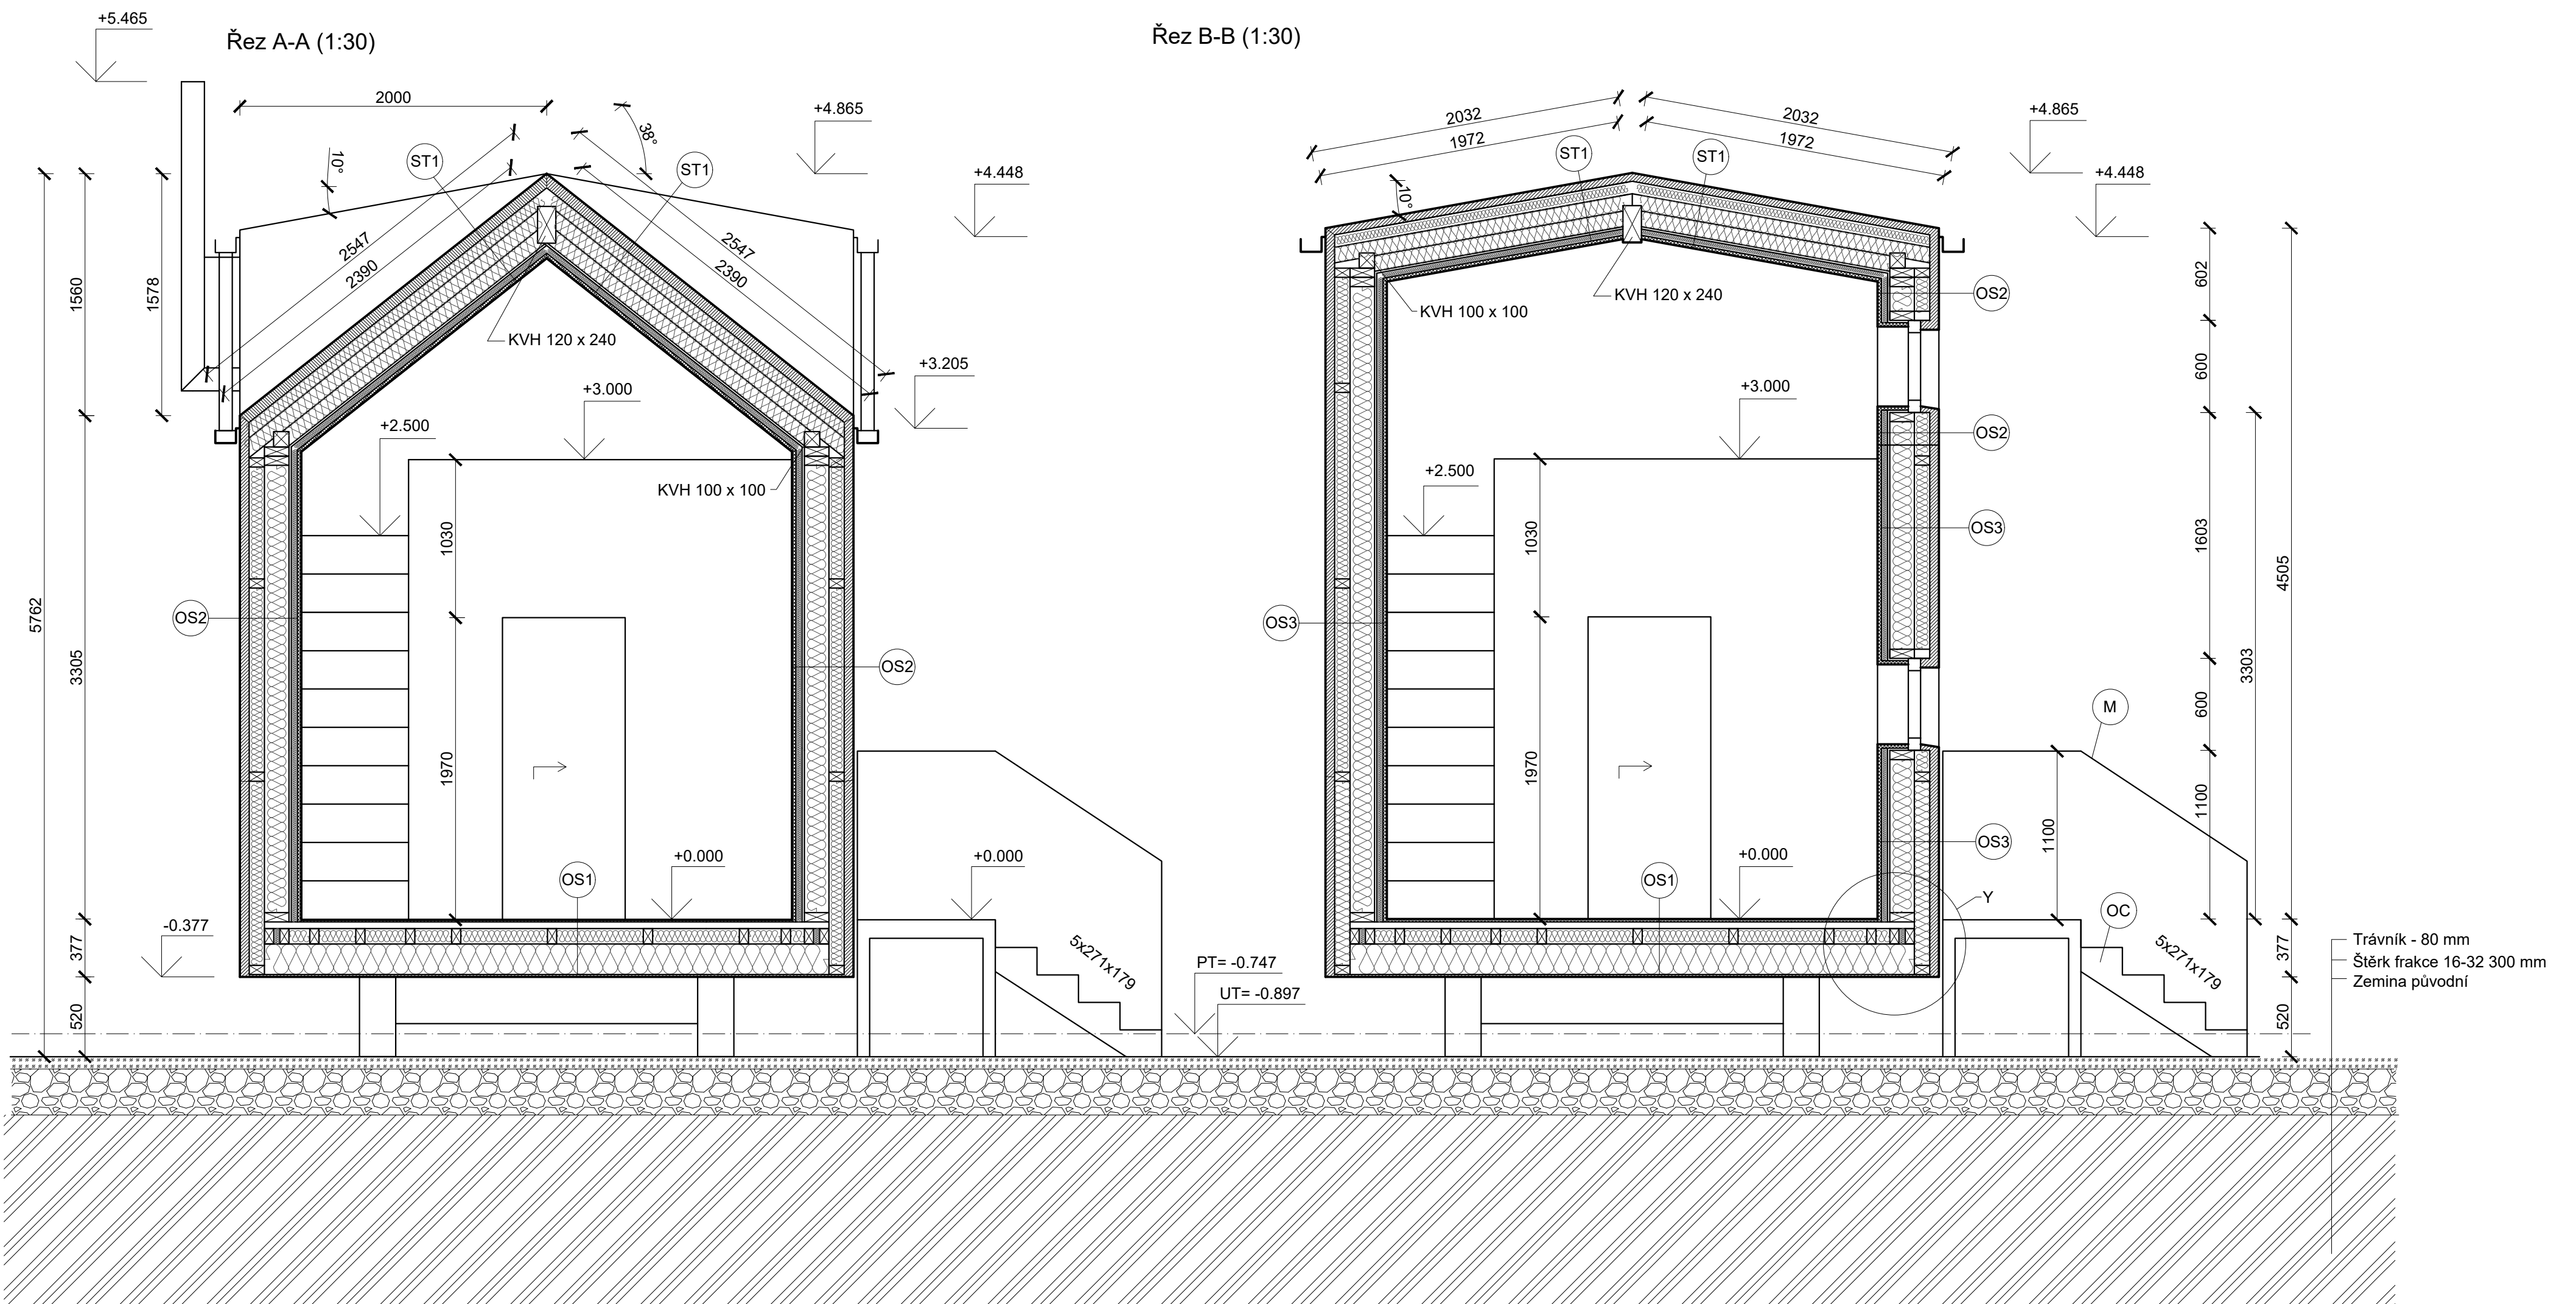 +5.465
Řez A-A (1:30)
2000
10°
38°
ST1
ST1
+4.865
+4.448
2547
2390
2547
2390
1560
1578
KVH 120 x 240
+3.205
+3.000
+2.500
KVH 100 x 100
1030
5762
3305
OS2
OS2
1970
+0.000
+0.000
OS1
-0.377
377
520
5x271x179
PT= -0.747
UT= -0.897
Řez B-B (1:30)
2032
1972
2032
1972
ST1
ST1
10°
+4.865
+4.448
602
OS2
KVH 120 x 240
KVH 100 x 100
600
+3.000
OS2
+2.500
1030
OS3
1603
4505
OS3
3303
M
600
1970
1100
1100
OS3
+0.000
OS1
Y
OC
5x271x179
377
520
Trávník - 80 mm
Štěrk frakce 16-32 300 mm
Zemina původní